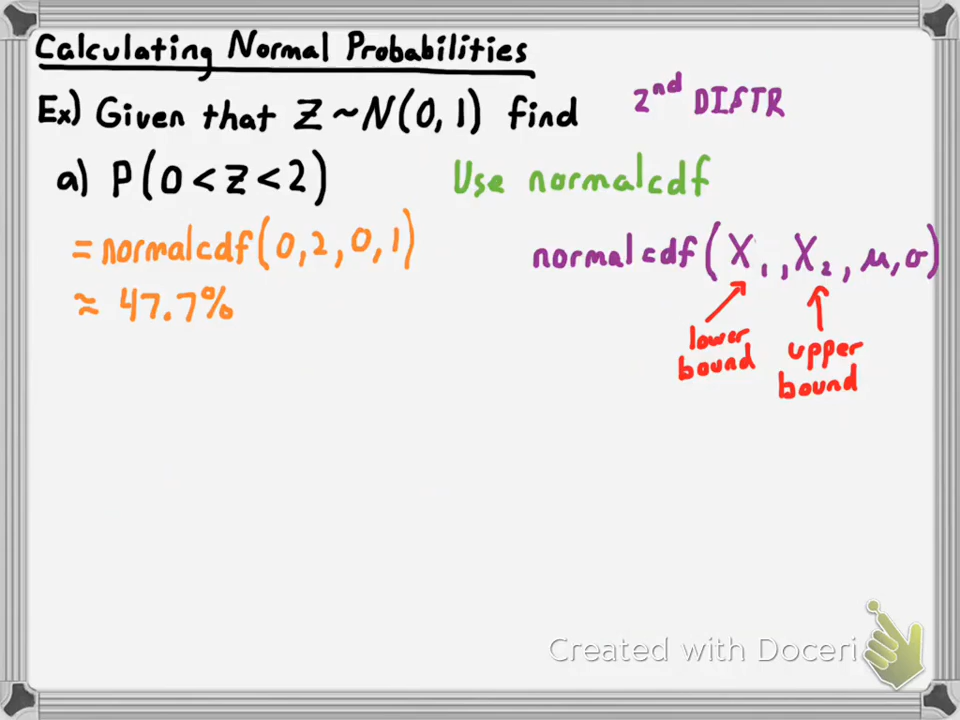 Calculating Normal Probabilities
Ex) Given that Z ~ N(0, 1) find
2nd DISTR
a) P(0 < Z < 2)
Use normalcdf
= normalcdf(0, 2, 0, 1)
normalcdf(X₁, X₂, μ, σ)
≈ 47.7%
lower
bound
upper
bound
Created with Doceri